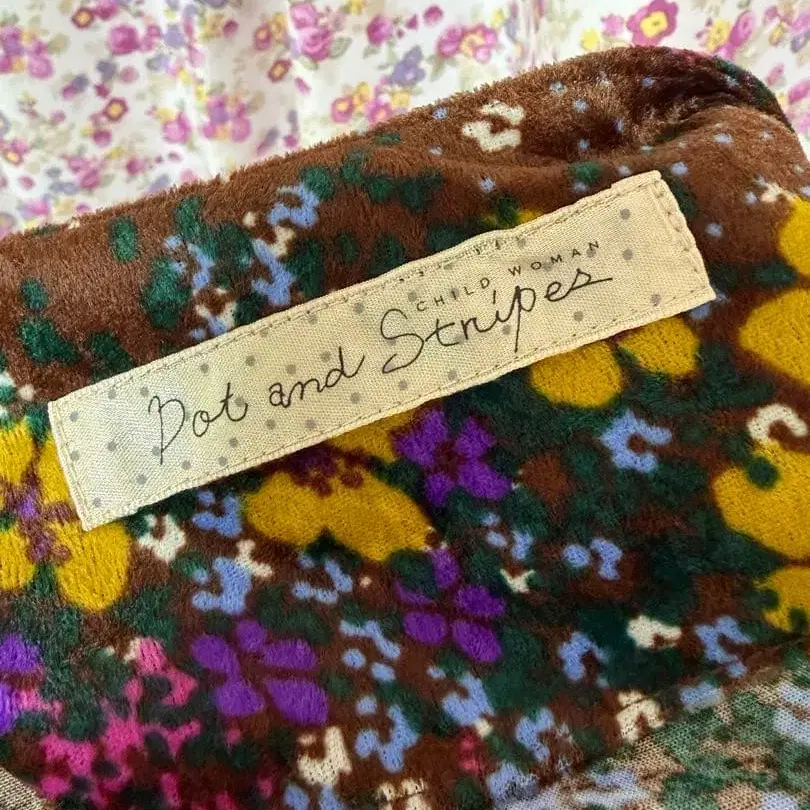 CHILD WOMAN
Dot and Stripes